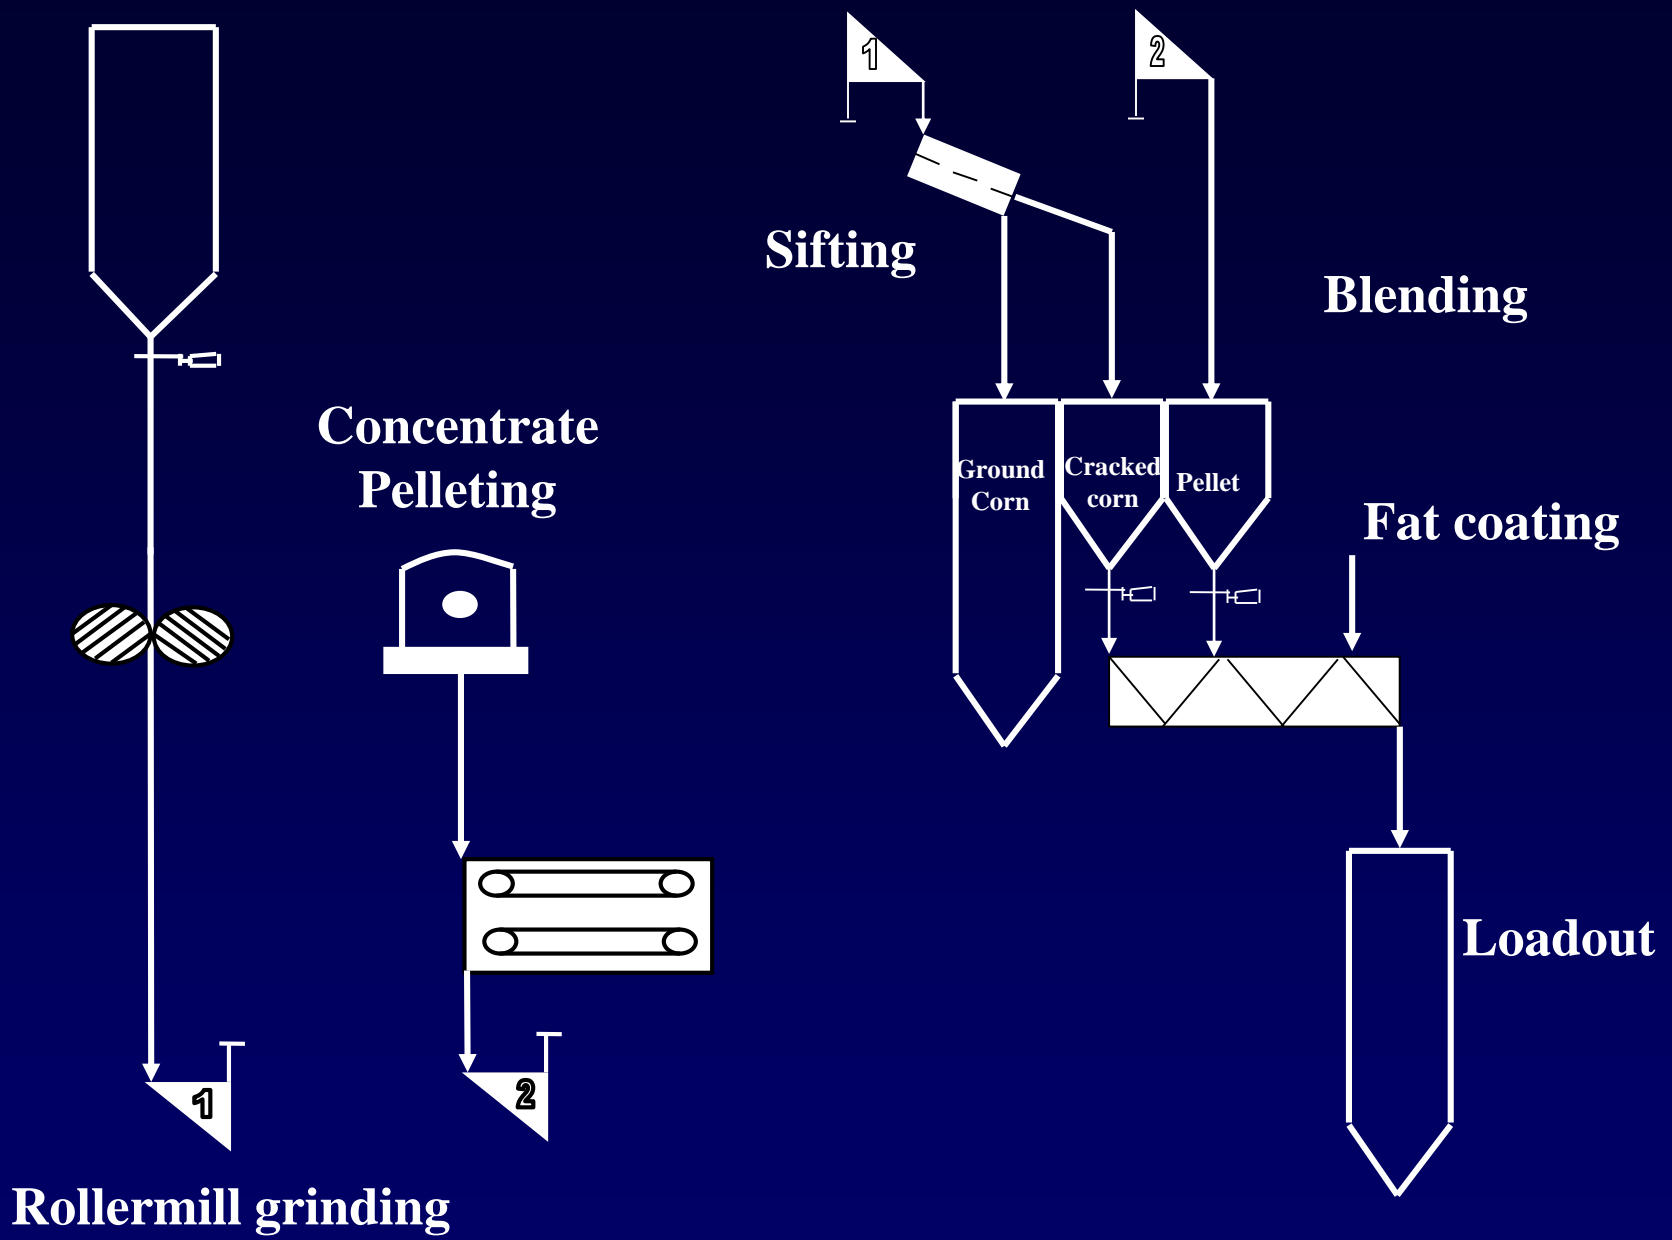 1
2
Sifting
Blending
Concentrate
Pelleting
Ground
Corn
Cracked
corn
Pellet
Fat coating
Loadout
1
2
Rollermill grinding